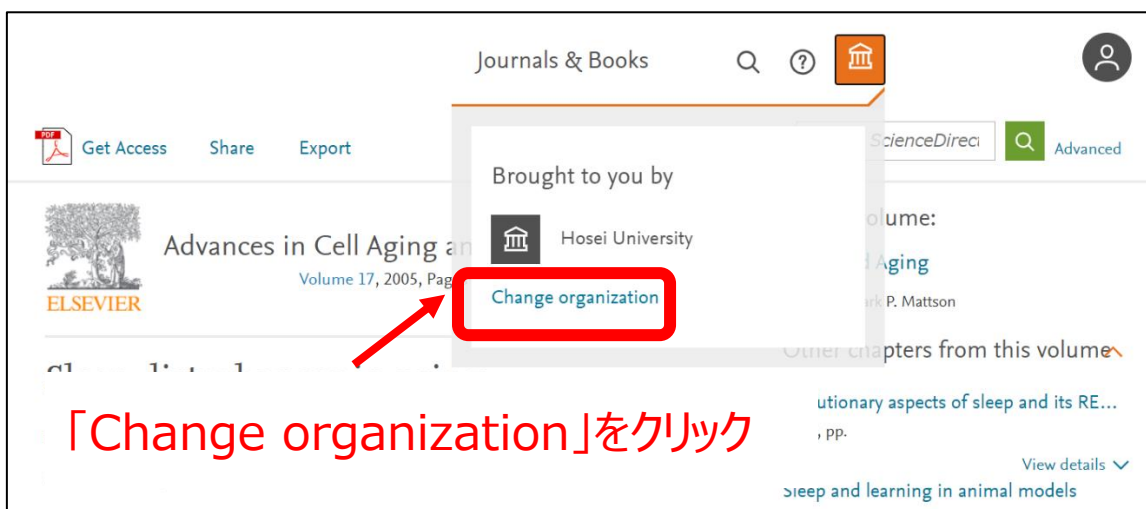 Journals & Books
PDF
Get Access Share Export
ScienceDirec Advanced
Brought to you by
Hosei University
Change organization
ELSEVIER
Advances in Cell Aging an
Volume 17, 2005, Pag
olume:
Aging
rk P. Mattson
Other chapters from this volume
utionary aspects of sleep and its RE...
, pp.
View details
Sleep and learning in animal models
「Change organization」をクリック